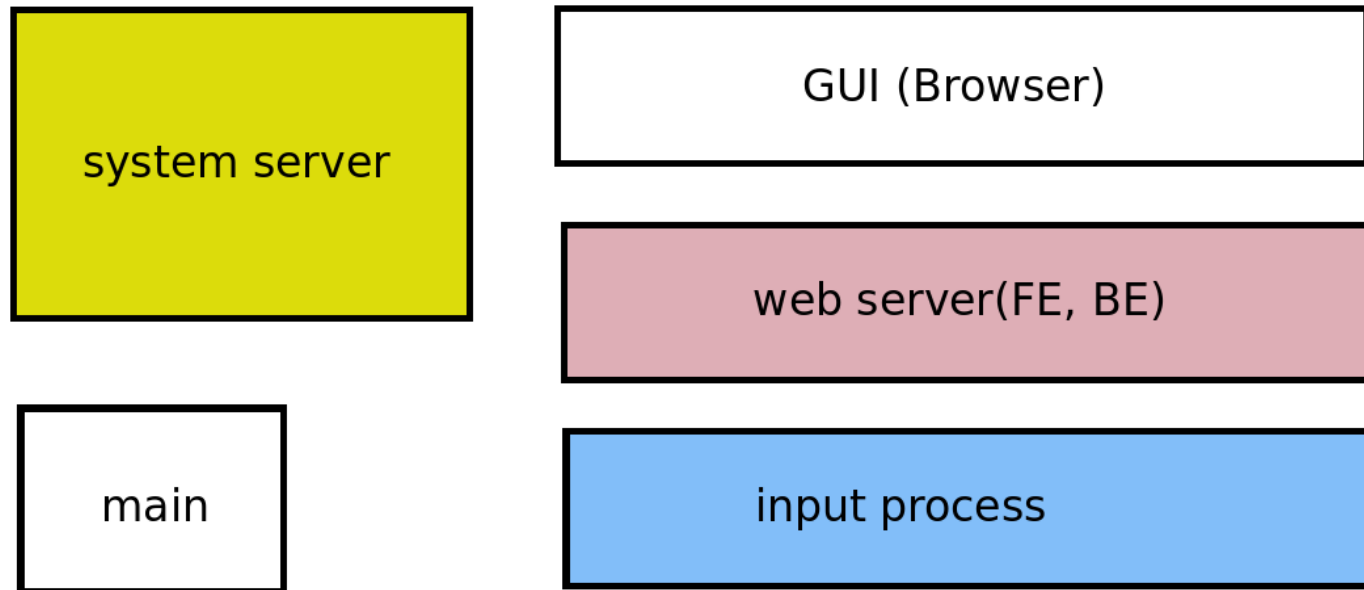 system server
GUI (Browser)
web server(FE, BE)
main
input process